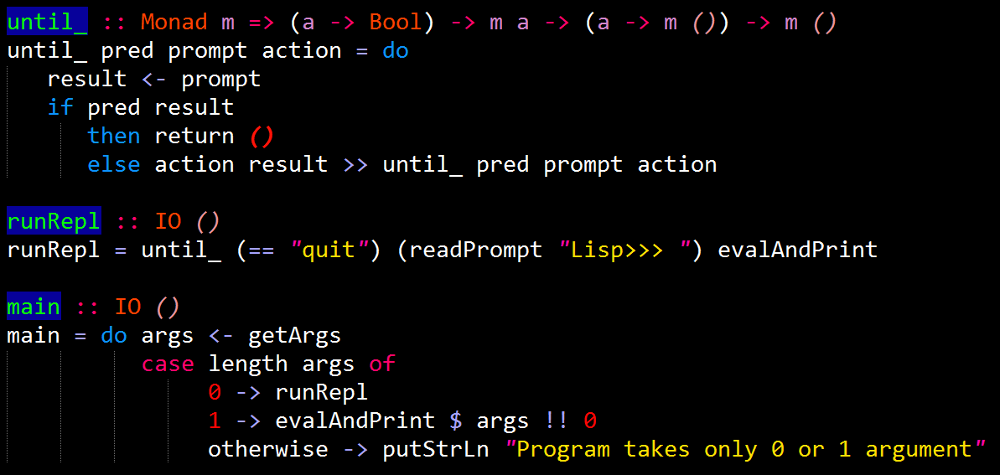 until_ :: Monad m => (a -> Bool) -> m a -> (a -> m ()) -> m ()
until_ pred prompt action = do
   result <- prompt
   if pred result
      then return ()
      else action result >> until_ pred prompt action

runRepl :: IO ()
runRepl = until_ (== "quit") (readPrompt "Lisp>>> ") evalAndPrint

main :: IO ()
main = do args <- getArgs
          case length args of
               0 -> runRepl
               1 -> evalAndPrint $ args !! 0
               otherwise -> putStrLn "Program takes only 0 or 1 argument"